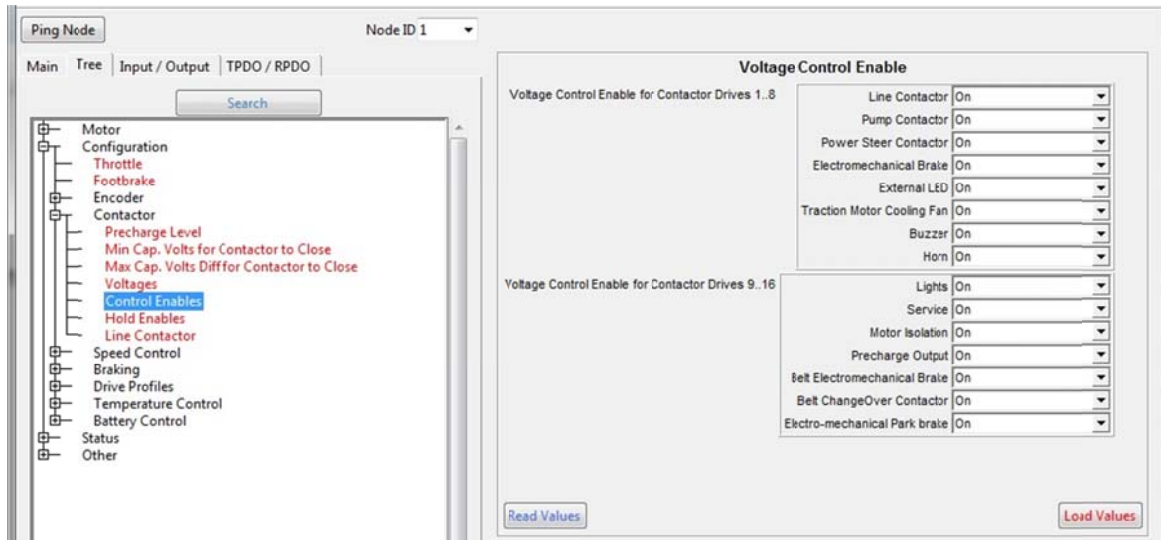 Ping Node
Node ID 1
Main Tree Input / Output TPDO / RPDO
Search
Motor
Configuration
Throttle
Footbrake
Encoder
Contactor
Precharge Level
Min Cap. Volts for Contactor to Close
Max Cap. Volts Diff for Contactor to Close
Voltages
Control Enables
Hold Enables
Line Contactor
Speed Control
Braking
Drive Profiles
Temperature Control
Battery Control
Status
Other
Voltage Control Enable
Voltage Control Enable for Contactor Drives 1..8
Line Contactor On
Pump Contactor On
Power Steer Contactor On
Electromechanical Brake On
External LED On
Traction Motor Cooling Fan On
Buzzer On
Horn On
Voltage Control Enable for Contactor Drives 9..16
Lights On
Service On
Motor Isolation On
Precharge Output On
Belt Electromechanical Brake On
Belt ChangeOver Contactor On
Electro-mechanical Park brake On
Read Values
Load Values